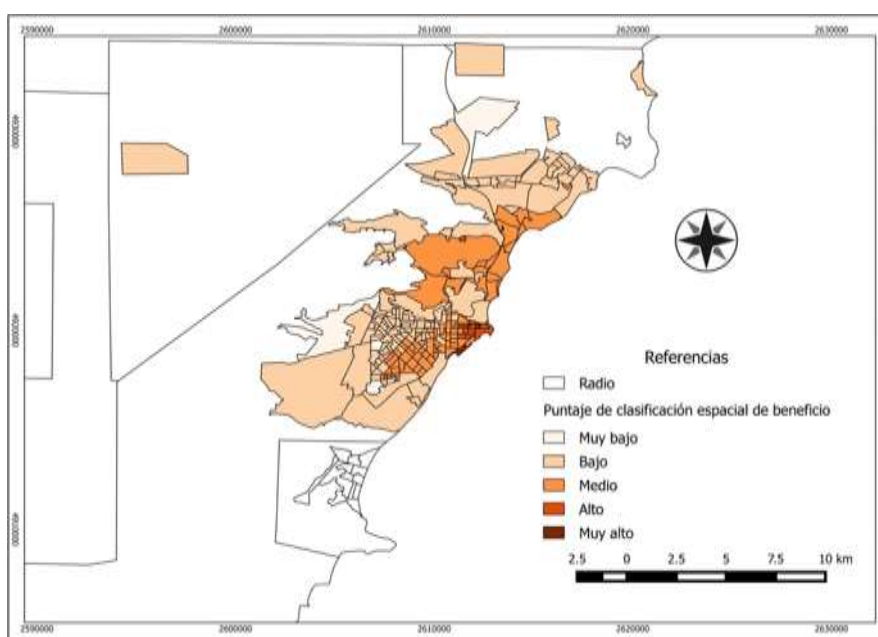 2590000 2600000 2610000 2620000 2630000
Referencias
Radio
Puntaje de clasificación espacial de beneficio
Muy bajo
Bajo
Medio
Alto
Muy alto
2.5 0 2.5 5 7.5 10 km
2590000 2600000 2610000 2620000 2630000